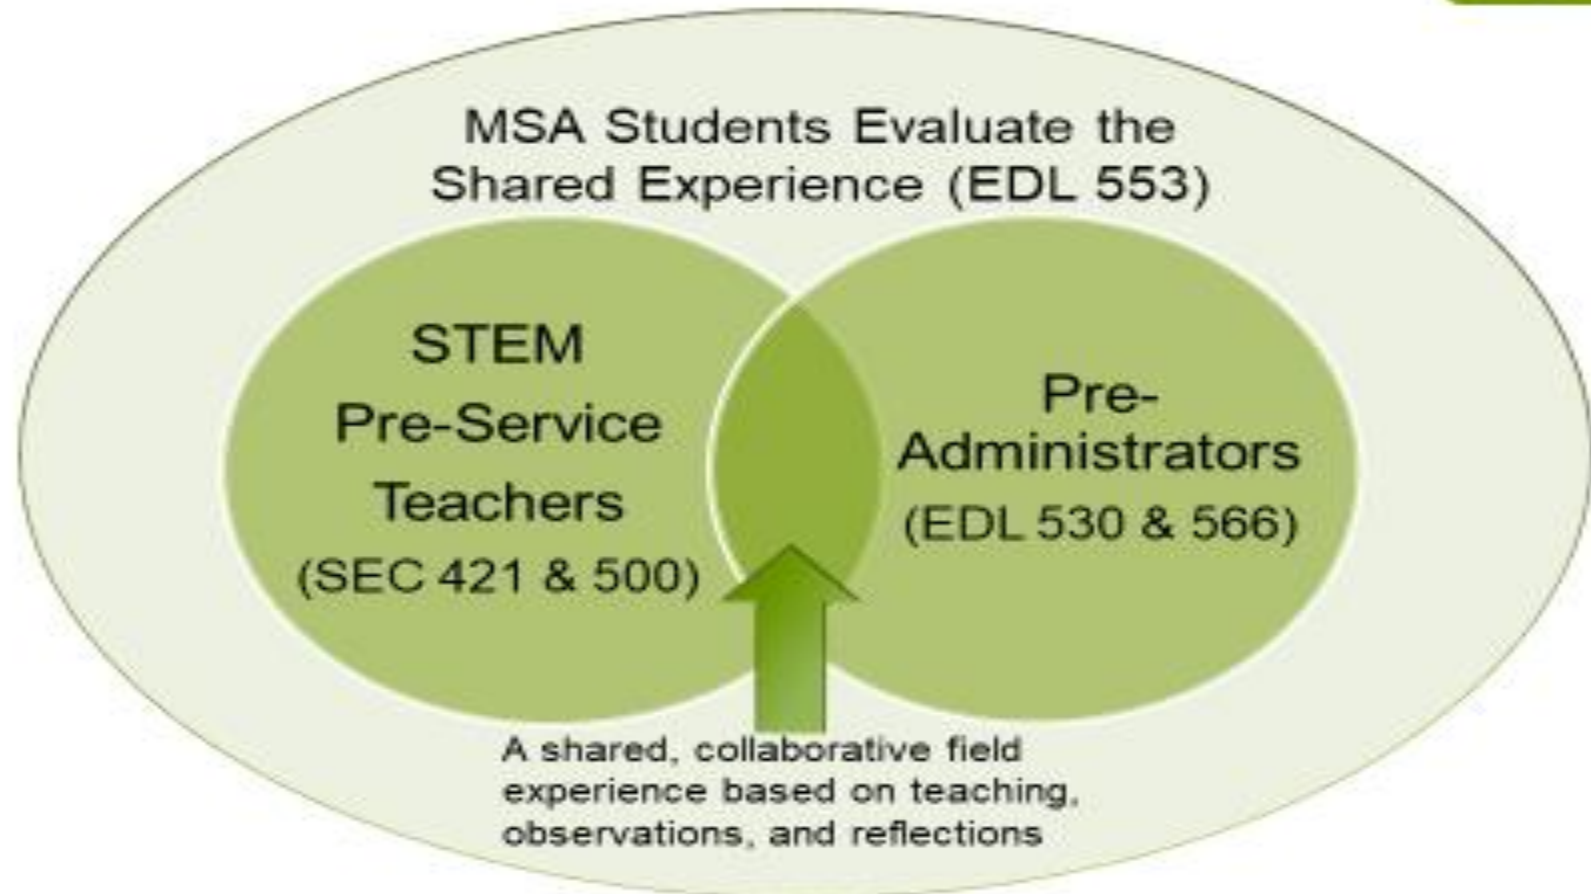 MSA Students Evaluate the
Shared Experience (EDL 553)
STEM
Pre-Service
Teachers
(SEC 421 & 500)
Pre-
Administrators
(EDL 530 & 566)
A shared, collaborative field
experience based on teaching,
observations, and reflections